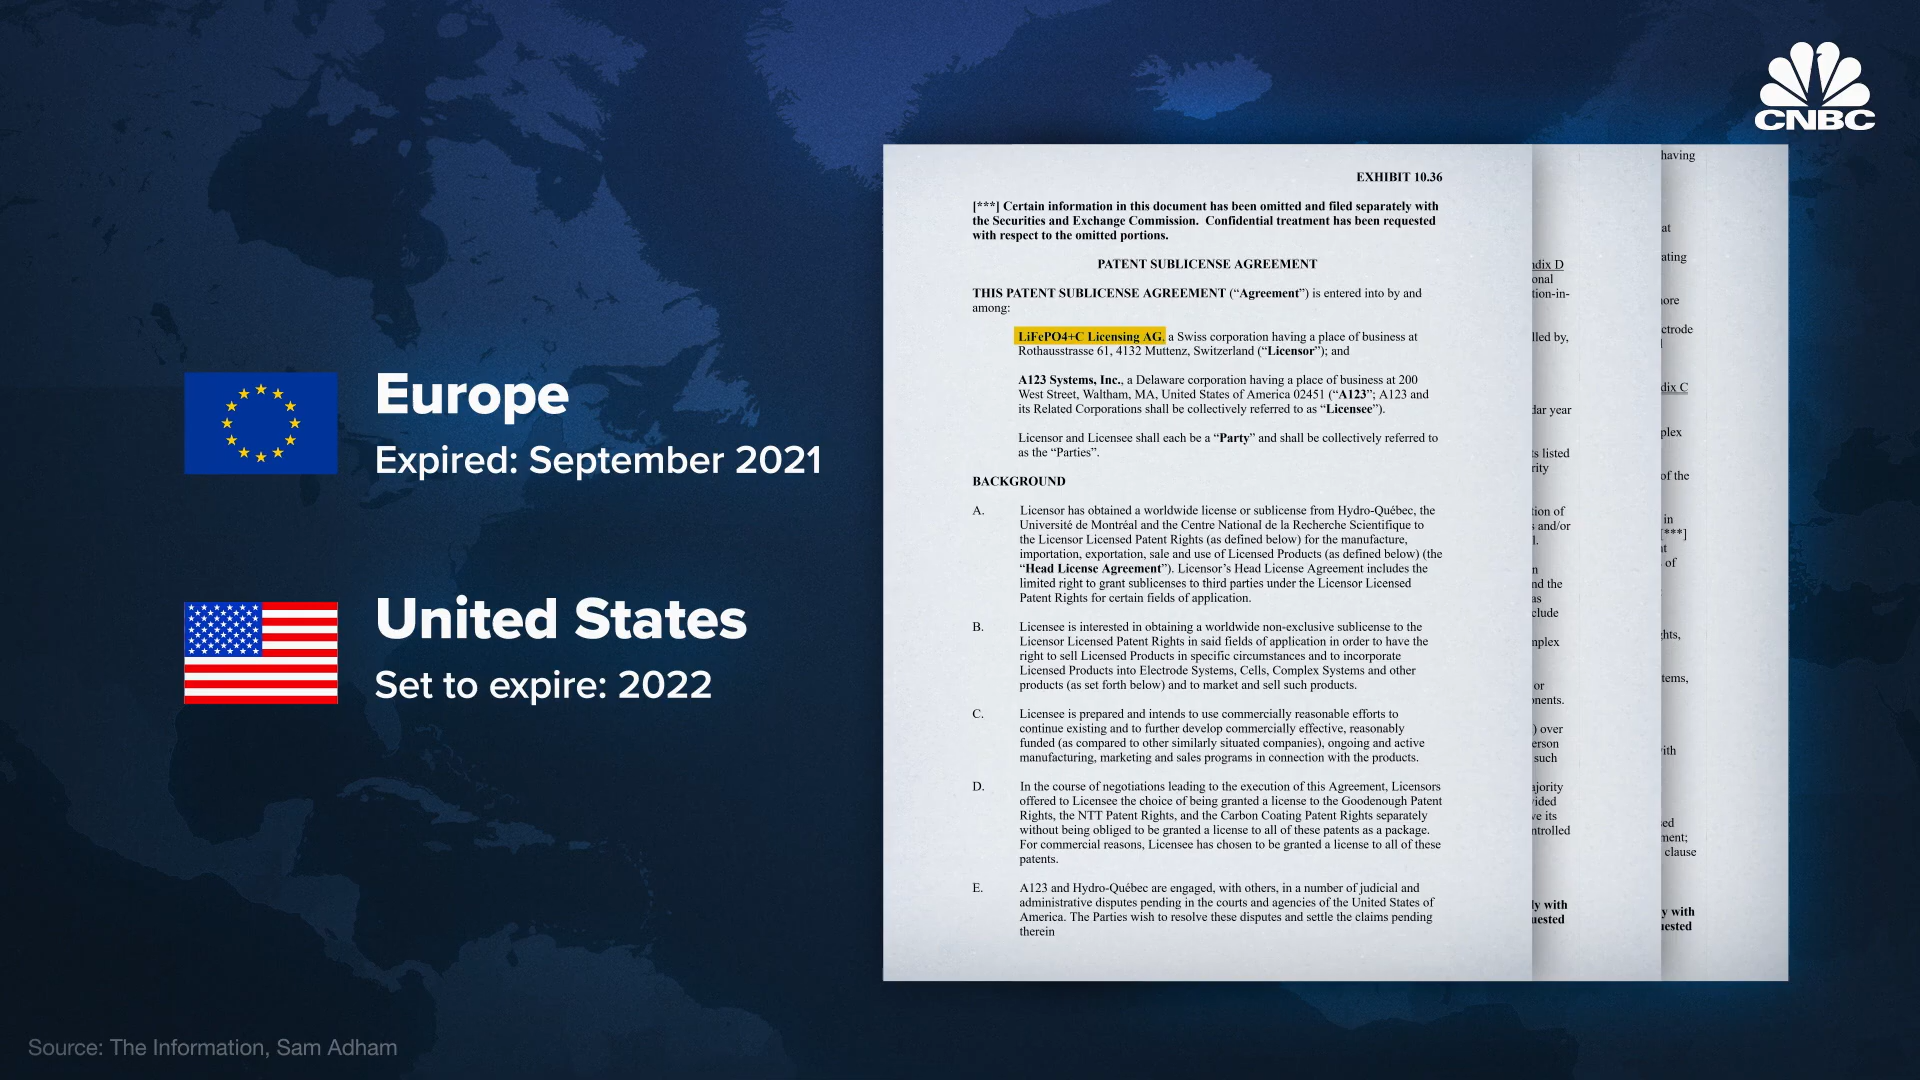 CNBC
Europe
Expired: September 2021
United States
Set to expire: 2022
EXHIBIT 10.36
[***] Certain information in this document has been omitted and filed separately with
the Securities and Exchange Commission. Confidential treatment has been requested
with respect to the omitted portions.
PATENT SUBLICENSE AGREEMENT
THIS PATENT SUBLICENSE AGREEMENT (“Agreement”) is entered into by and
among:
LiFePO4+C Licensing AG, a Swiss corporation having a place of business at
Rothausstrasse 61, 4132 Muttenz, Switzerland (“Licensor”); and
A123 Systems, Inc., a Delaware corporation having a place of business at 200
West Street, Waltham, MA, United States of America 02451 (“A123”; A123 and
its Related Corporations shall be collectively referred to as “Licensee”).
Licensor and Licensee shall each be a “Party” and shall be collectively referred to
as the “Parties”.
BACKGROUND
A. Licensor has obtained a worldwide license or sublicense from Hydro-Québec, the
Université de Montréal and the Centre National de la Recherche Scientifique to
the Licensor Licensed Patent Rights (as defined below) for the manufacture,
importation, exportation, sale and use of Licensed Products (as defined below) (the
“Head License Agreement”). Licensor’s Head License Agreement includes the
limited right to grant sublicenses to third parties under the Licensor Licensed
Patent Rights for certain fields of application.
B. Licensee is interested in obtaining a worldwide non-exclusive sublicense to the
Licensor Licensed Patent Rights in said fields of application in order to have the
right to sell Licensed Products in specific circumstances and to incorporate
Licensed Products into Electrode Systems, Cells, Complex Systems and other
products (as set forth below) and to market and sell such products.
C. Licensee is prepared and intends to use commercially reasonable efforts to
continue existing and to further develop commercially effective, reasonably
funded (as compared to other similarly situated companies), ongoing and active
manufacturing, marketing and sales programs in connection with the products.
D. In the course of negotiations leading to the execution of this Agreement, Licensors
offered to Licensee the choice of being granted a license to the Goodenough Patent
Rights, the NTT Patent Rights, and the Carbon Coating Patent Rights separately
without being obliged to be granted a license to all of these patents as a package.
For commercial reasons, Licensee has chosen to be granted a license to all of these
patents.
E. A123 and Hydro-Québec are engaged, with others, in a number of judicial and
administrative disputes pending in the courts and agencies of the United States of
America. The Parties wish to resolve these disputes and settle the claims pending
therein
by,
year
listed
of
and/or
the
or
over
such
its
with
having
of the
in
[***]
of
clause
with
Source: The Information, Sam Adham